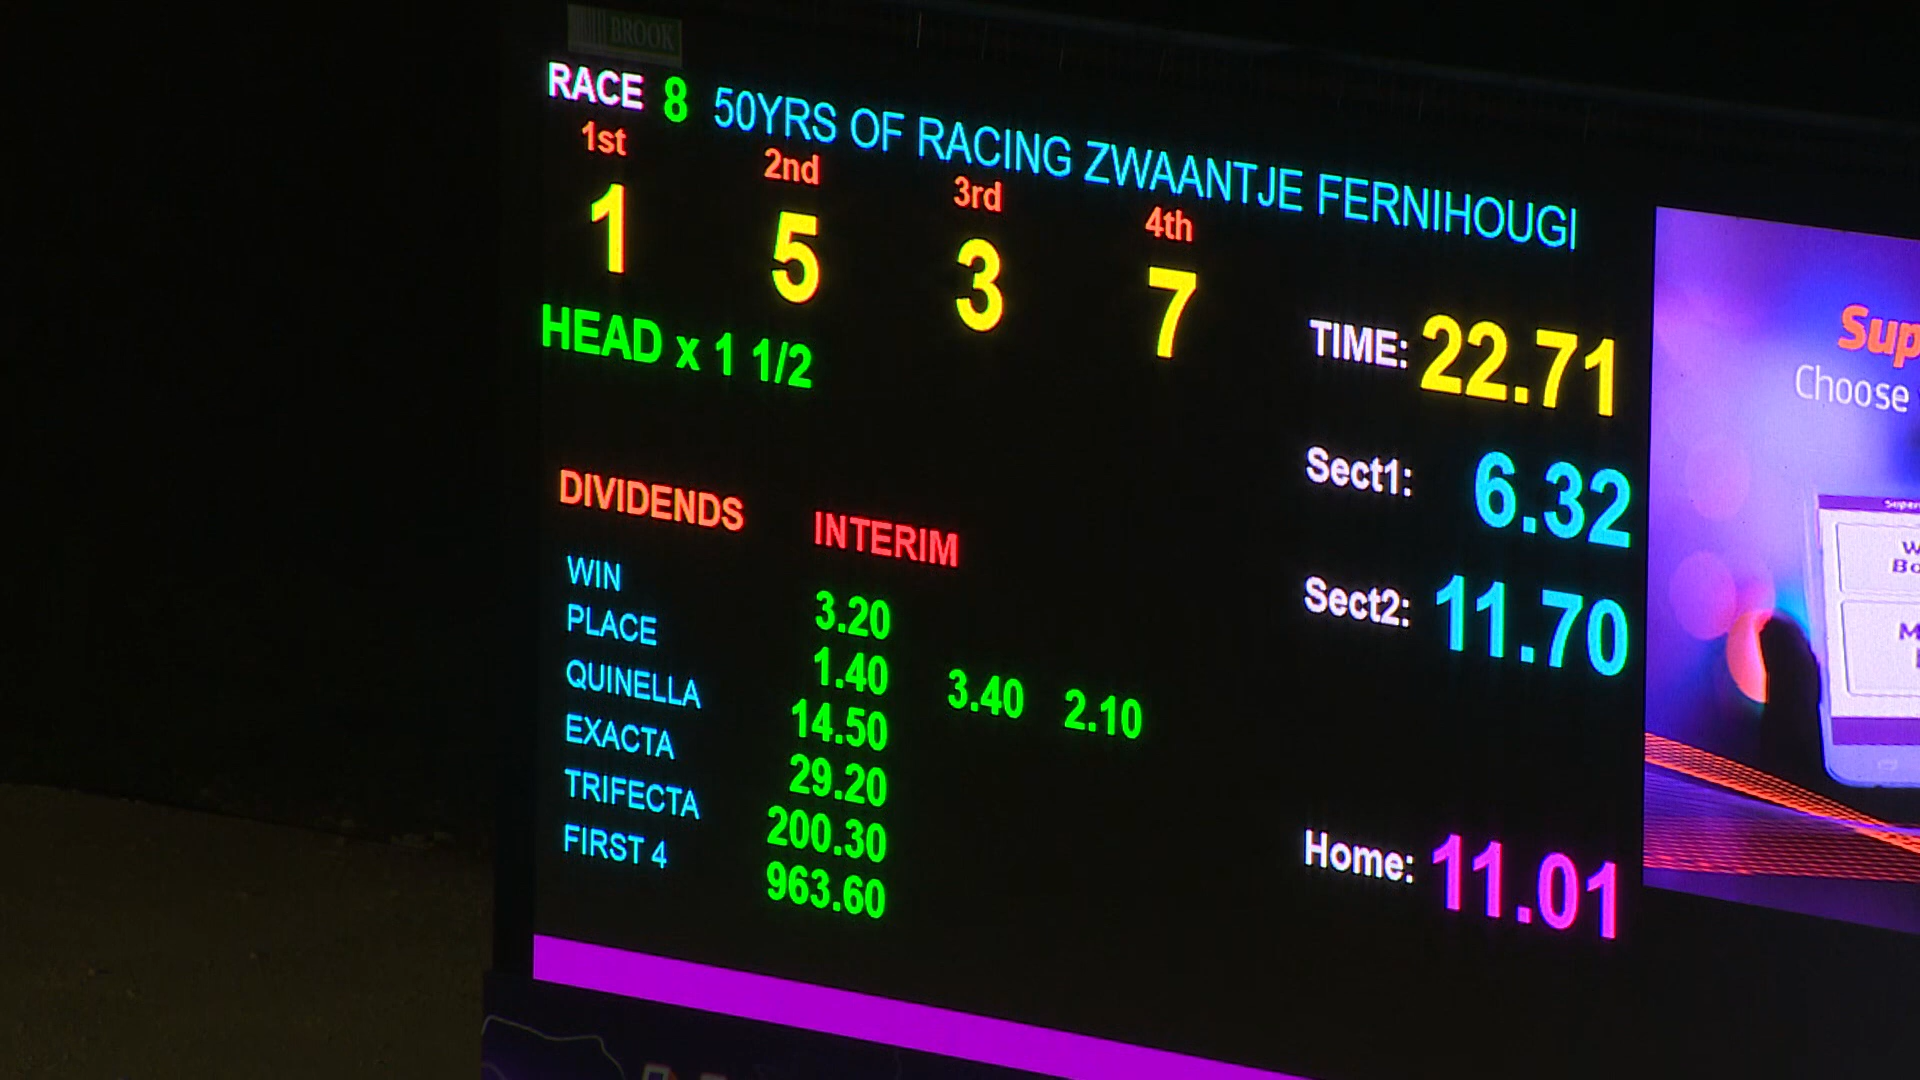 BROOK
RACE 8 50YRS OF RACING ZWAANTJE FERNIHOUGI
1st 2nd 3rd 4th
1 5 3 7
HEAD x 1 1/2
TIME: 22.71
Sect1: 6.32
Sect2: 11.70
Home: 11.01
DIVIDENDS INTERIM
WIN 3.20
PLACE 1.40 3.40 2.10
QUINELLA 14.50
EXACTA 29.20
TRIFECTA 200.30
FIRST 4 963.60
Sup
Choose